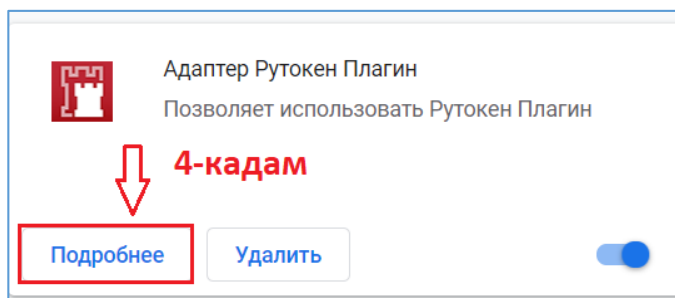 Адаптер Рутокен Плагин
Позволяет использовать Рутокен Плагин
4-кадам
Подробнее Удалить